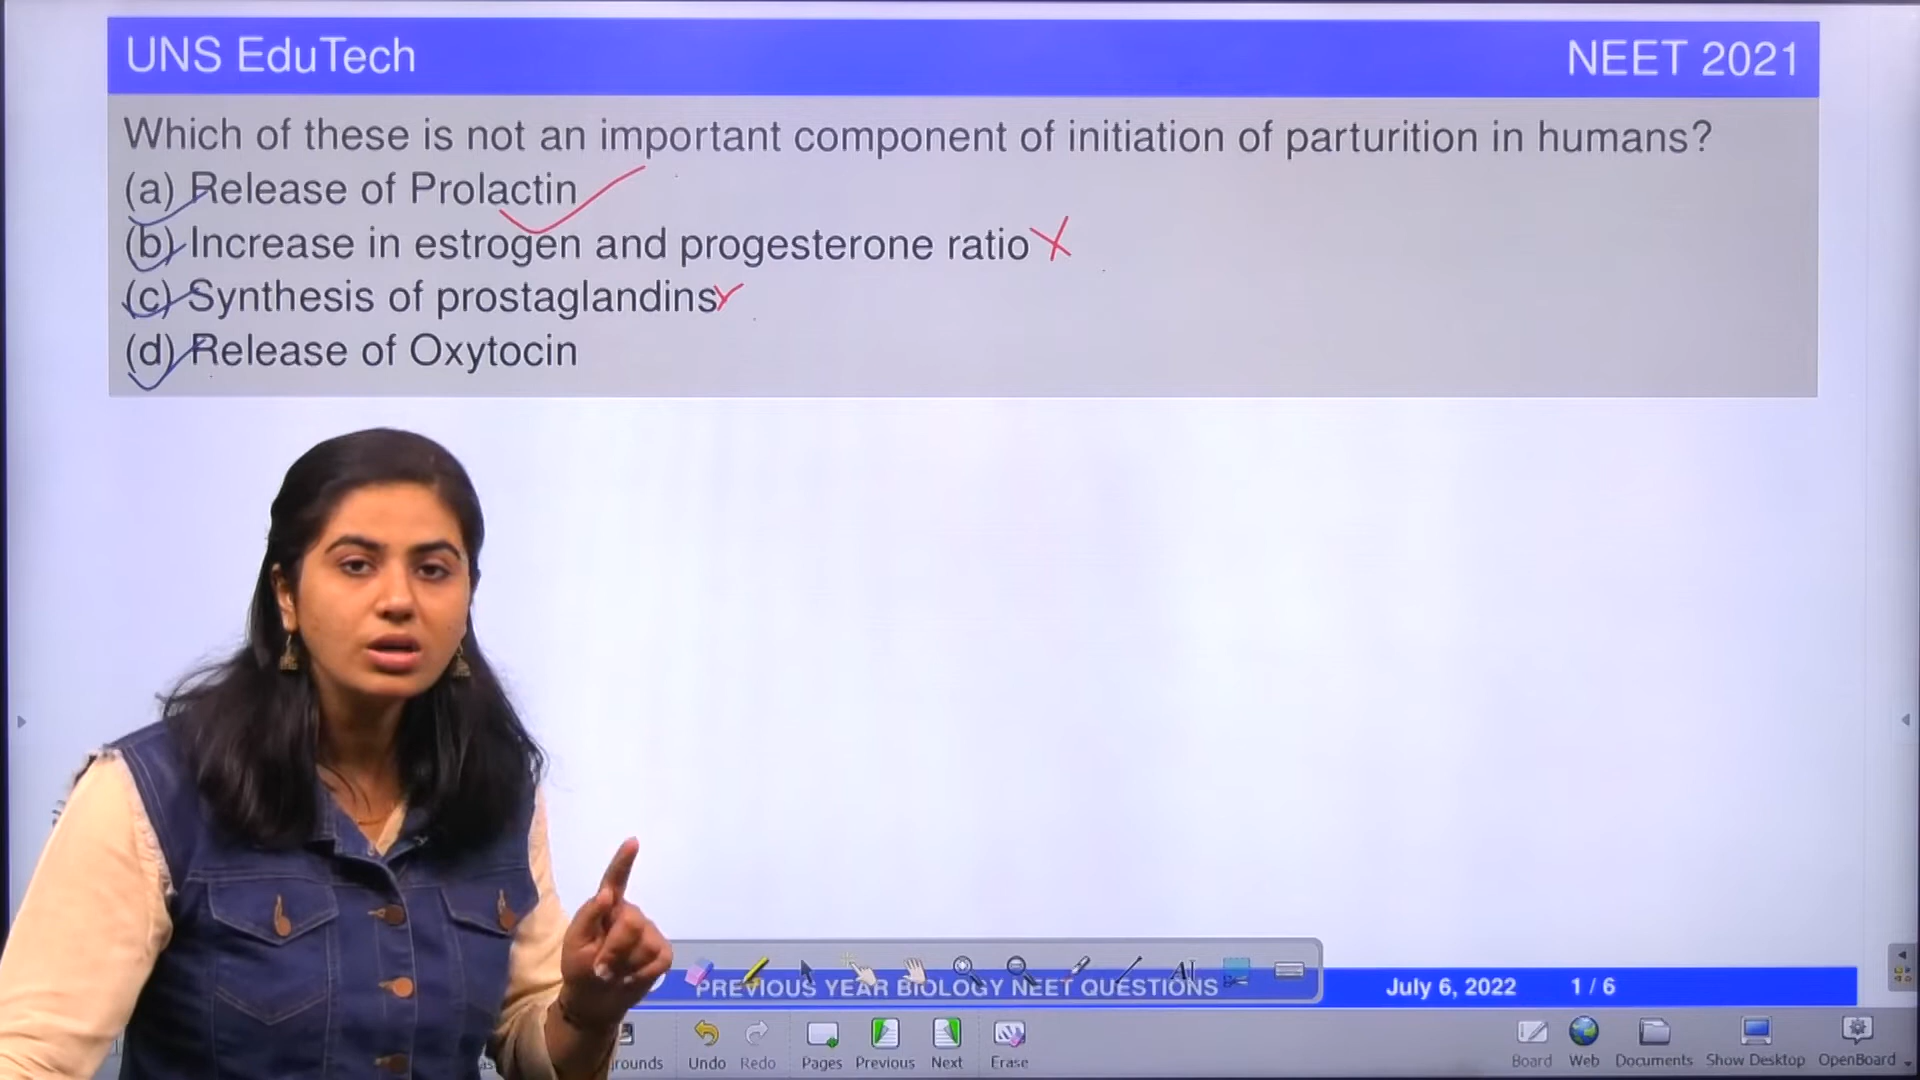 UNS EduTech NEET 2021
Which of these is not an important component of initiation of parturition in humans?
(a) Release of Prolactin
(b) Increase in estrogen and progesterone ratio
(c) Synthesis of prostaglandins
(d) Release of Oxytocin
PREVIOUS YEAR BIOLOGY NEET QUESTIONS July 6, 2022 1 / 6
Undo Redo Pages Previous Next Erase Board Web Documents Show Desktop OpenBoard